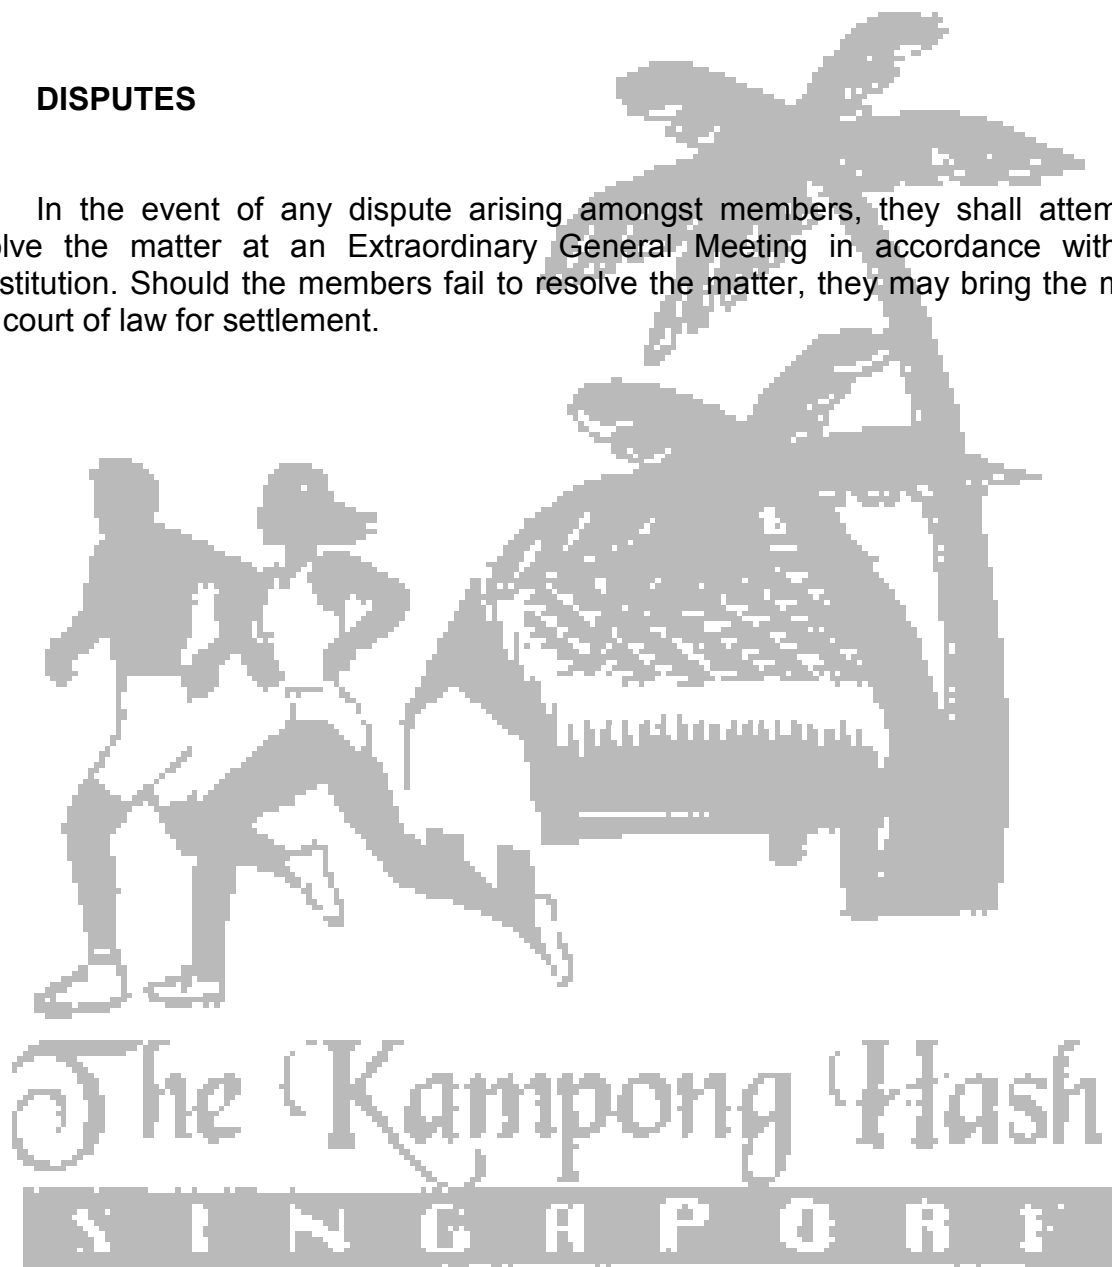 DISPUTES
In the event of any dispute arising amongst members, they shall attem
olve the matter at an Extraordinary General Meeting in accordance with
stitution. Should the members fail to resolve the matter, they may bring the m
court of law for settlement.
The Kampong Hash
SINGAPORE